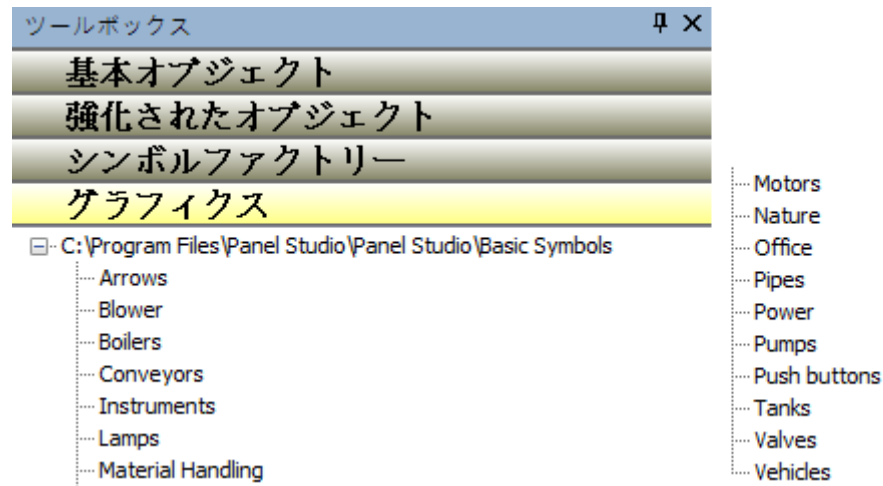 ツールボックス
基本オブジェクト
強化されたオブジェクト
シンボルファクトリー
グラフィクス
C:\Program Files\Panel Studio\Panel Studio\Basic Symbols
Arrows
Blower
Boilers
Conveyors
Instruments
Lamps
Material Handling
Motors
Nature
Office
Pipes
Power
Pumps
Push buttons
Tanks
Valves
Vehicles